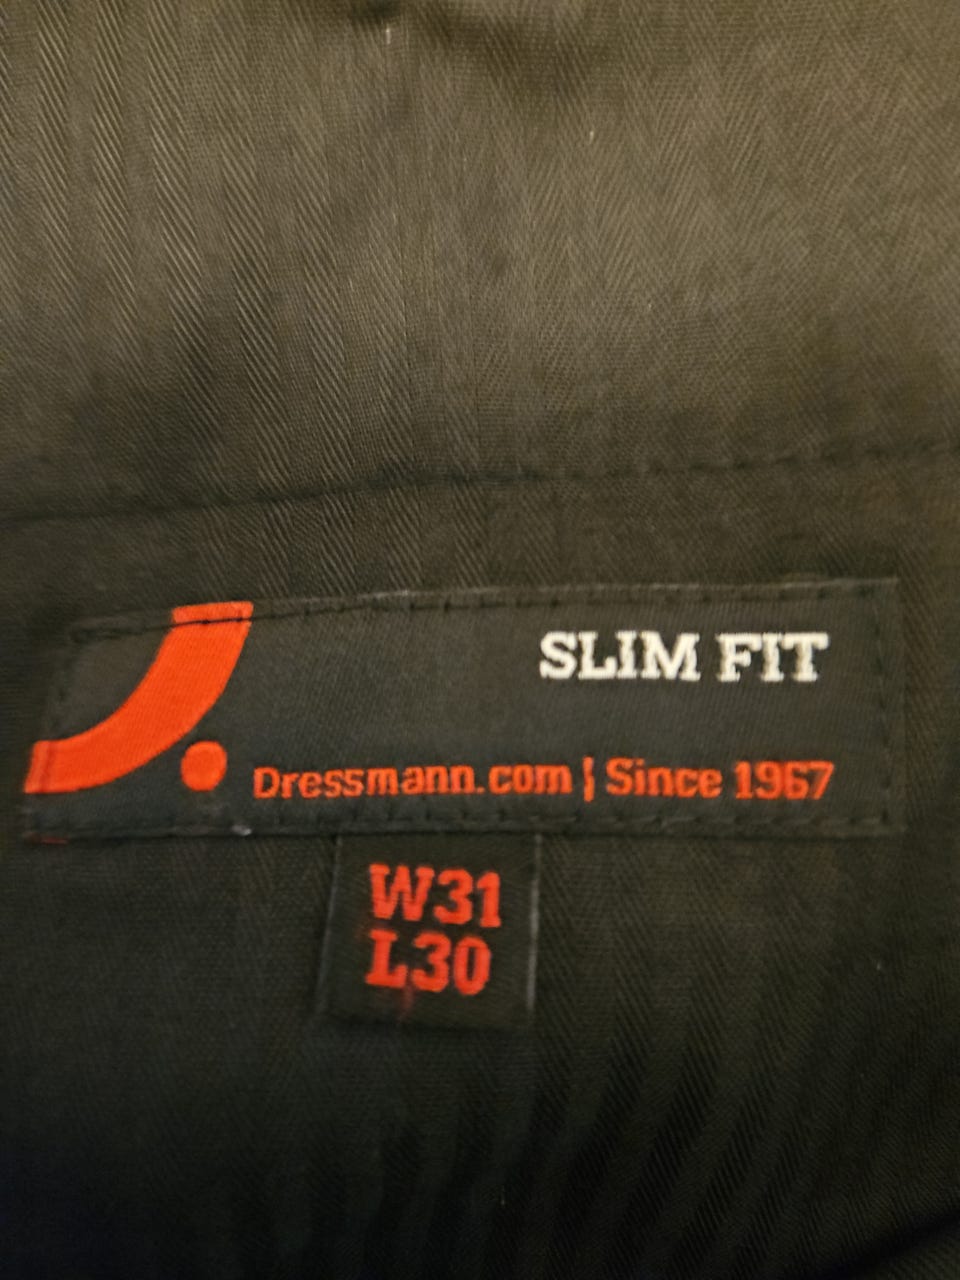 SLIM FIT
Dressmann.com | Since 1967
W31
L30